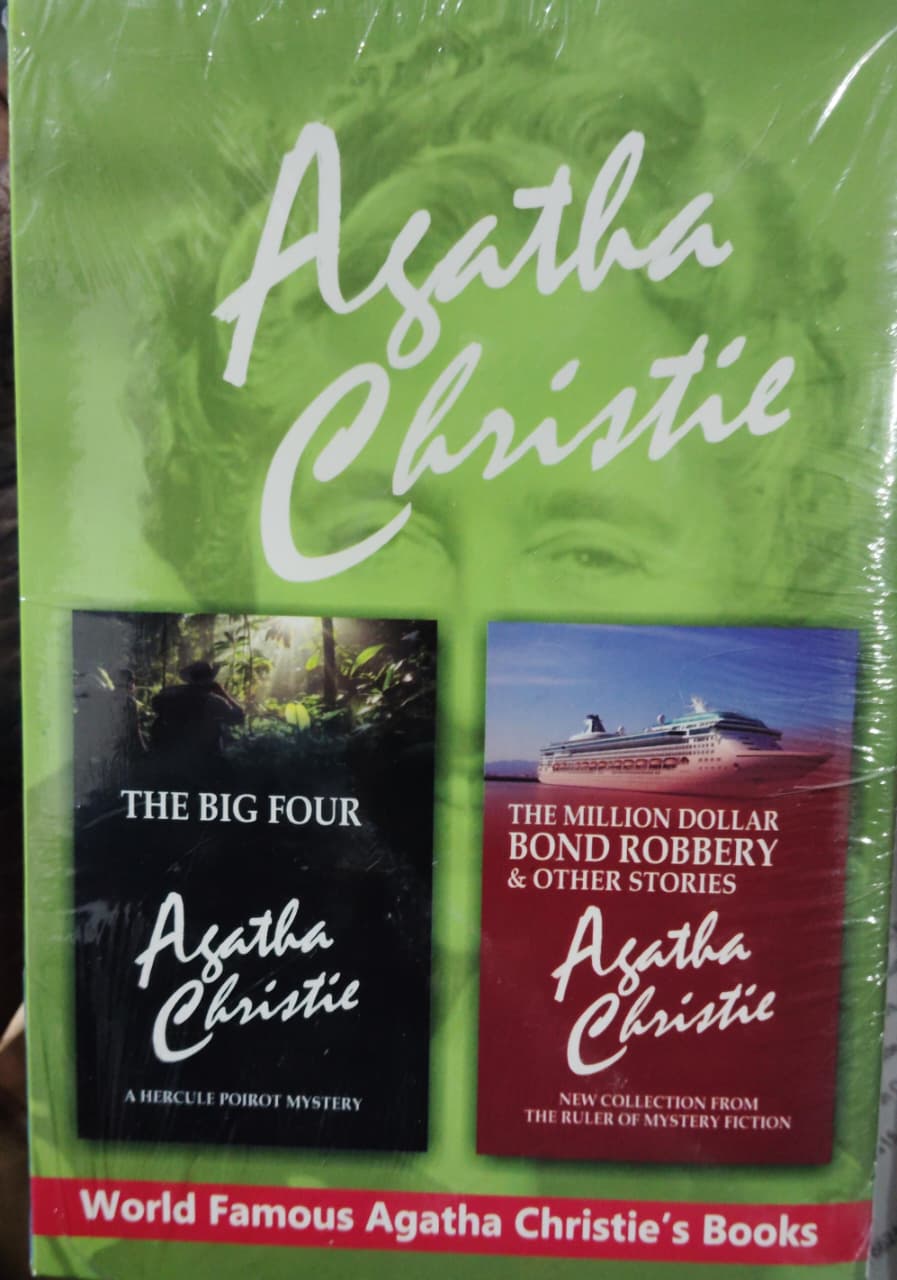 Agatha
Christie
THE BIG FOUR
Agatha
Christie
A HERCULE POIROT MYSTERY
THE MILLION DOLLAR
BOND ROBBERY
& OTHER STORIES
Agatha
Christie
NEW COLLECTION FROM
THE RULER OF MYSTERY FICTION
World Famous Agatha Christie's Books